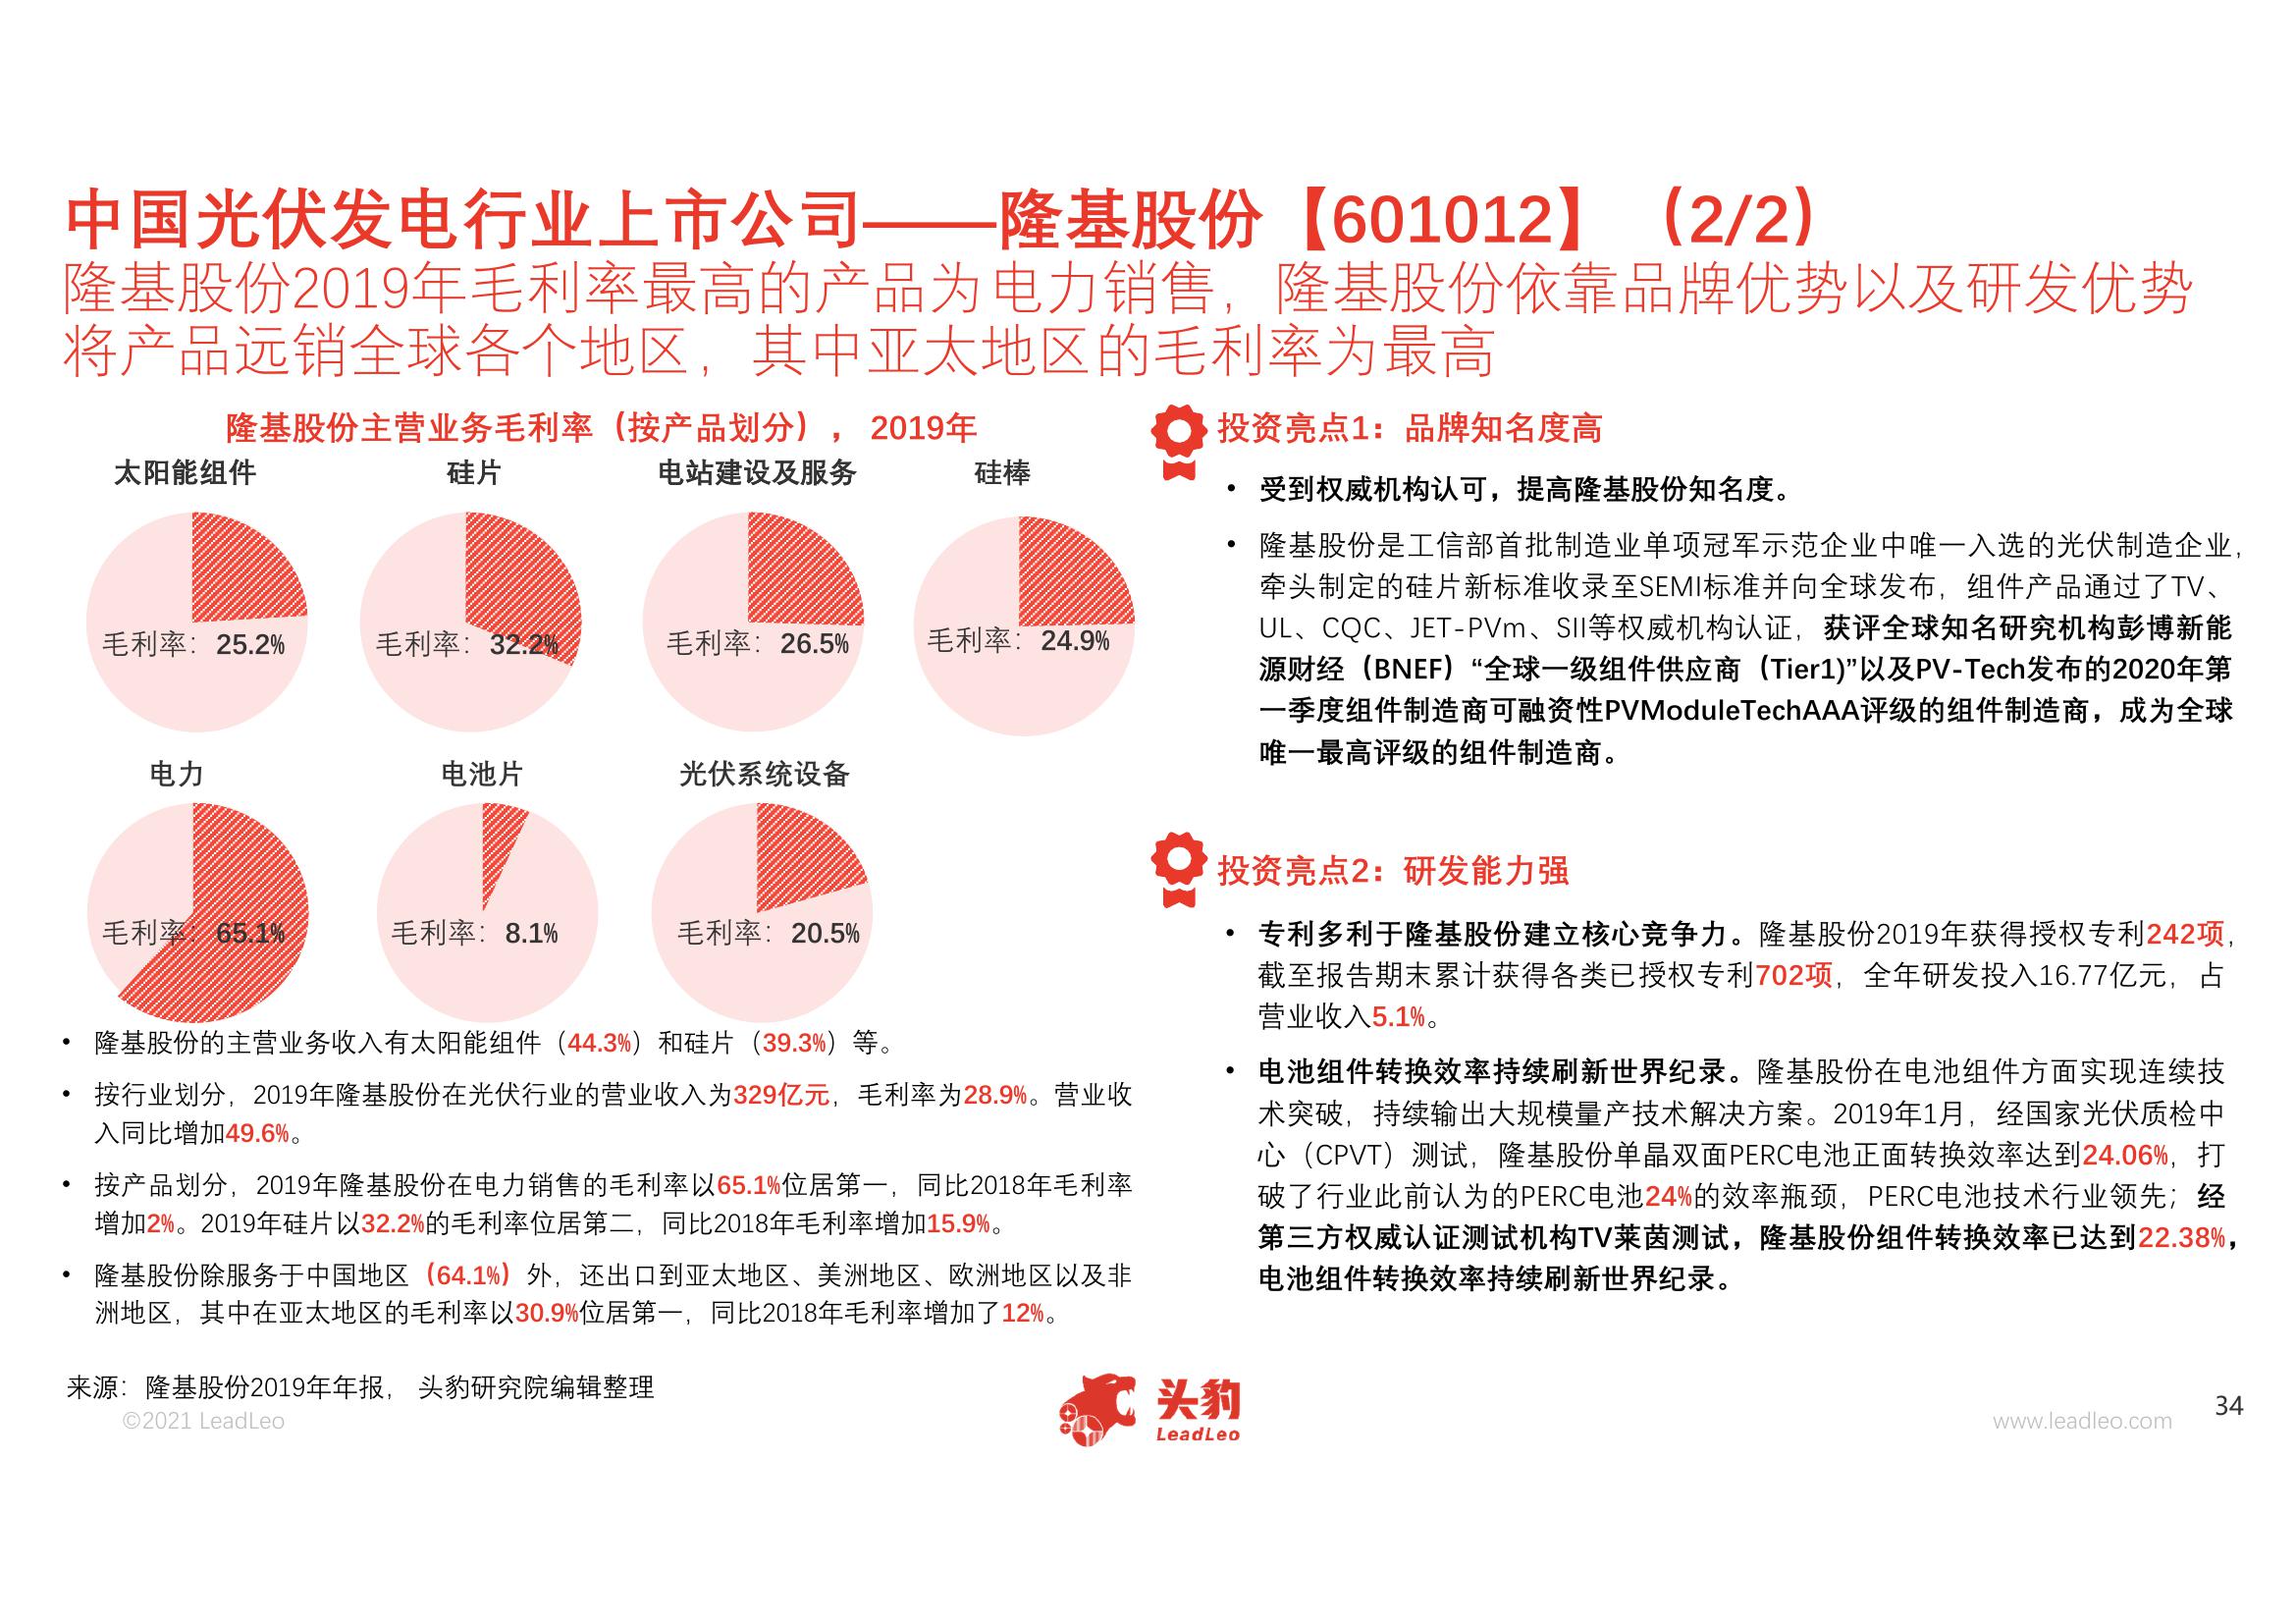 中国光伏发电行业上市公司——隆基股份【601012】（2/2）
隆基股份2019年毛利率最高的产品为电力销售，隆基股份依靠品牌优势以及研发优势
将产品远销全球各个地区，其中亚太地区的毛利率为最高
隆基股份主营业务毛利率（按产品划分），2019年
太阳能组件 硅片 电站建设及服务 硅棒
毛利率：25.2% 毛利率：32.2% 毛利率：26.5% 毛利率：24.9%
电力 电池片 光伏系统设备
毛利率：65.1% 毛利率：8.1% 毛利率：20.5%
• 隆基股份的主营业务收入有太阳能组件（44.3%）和硅片（39.3%）等。
• 按行业划分，2019年隆基股份在光伏行业的营业收入为329亿元，毛利率为28.9%。营业收
入同比增加49.6%。
• 按产品划分，2019年隆基股份在电力销售的毛利率以65.1%位居第一，同比2018年毛利率
增加2%。2019年硅片以32.2%的毛利率位居第二，同比2018年毛利率增加15.9%。
• 隆基股份除服务于中国地区（64.1%）外，还出口到亚太地区、美洲地区、欧洲地区以及非
洲地区，其中在亚太地区的毛利率以30.9%位居第一，同比2018年毛利率增加了12%。
投资亮点1：品牌知名度高
• 受到权威机构认可，提高隆基股份知名度。
• 隆基股份是工信部首批制造业单项冠军示范企业中唯一入选的光伏制造企业，
牵头制定的硅片新标准收录至SEMI标准并向全球发布，组件产品通过了TV、
UL、CQC、JET-PVm、SII等权威机构认证，获评全球知名研究机构彭博新能
源财经（BNEF）“全球一级组件供应商（Tier1)”以及PV-Tech发布的2020年第
一季度组件制造商可融资性PVModuleTechAAA评级的组件制造商，成为全球
唯一最高评级的组件制造商。
投资亮点2：研发能力强
• 专利多利于隆基股份建立核心竞争力。隆基股份2019年获得授权专利242项，
截至报告期末累计获得各类已授权专利702项，全年研发投入16.77亿元，占
营业收入5.1%。
• 电池组件转换效率持续刷新世界纪录。隆基股份在电池组件方面实现连续技
术突破，持续输出大规模量产技术解决方案。2019年1月，经国家光伏质检中
心（CPVT）测试，隆基股份单晶双面PERC电池正面转换效率达到24.06%，打
破了行业此前认为的PERC电池24%的效率瓶颈，PERC电池技术行业领先；经
第三方权威认证测试机构TV莱茵测试，隆基股份组件转换效率已达到22.38%，
电池组件转换效率持续刷新世界纪录。
来源：隆基股份2019年年报，头豹研究院编辑整理
©2021 LeadLeo
头豹
LeadLeo
www.leadleo.com
34